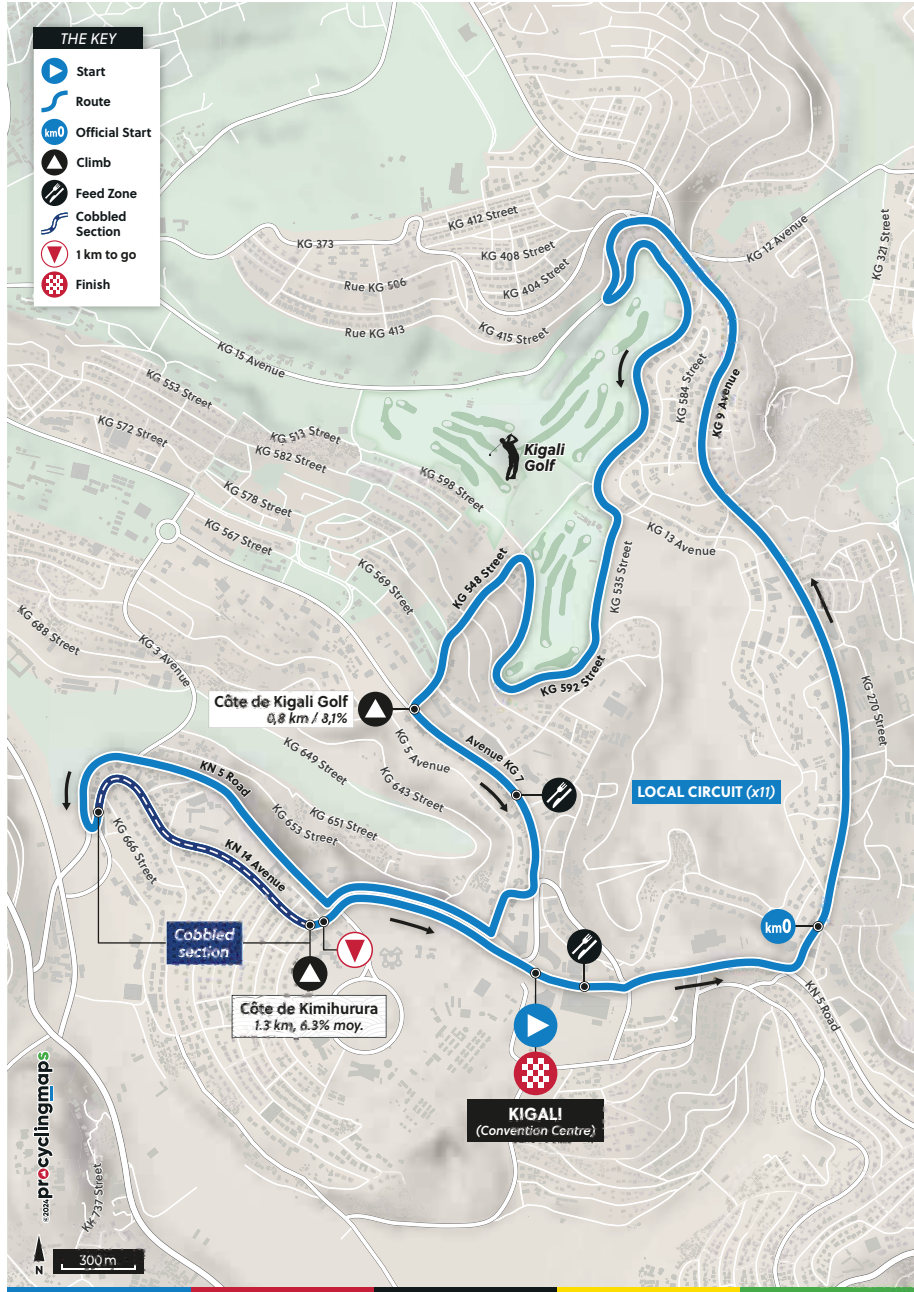 THE KEY
Start
Route
km0
Official Start
Climb
Feed Zone
Cobbled
Section
1 km to go
Finish
KG 412 Street
KG 373
KG 408 Street
KG 12 Avenue
KG 321 Street
Rue KG 506
KG 404 Street
Rue KG 413
KG 415 Street
KG 15 Avenue
KG 553 Street
KG 584 Street
KG 9 Avenue
KG 572 Street
KG 513 Street
KG 582 Street
Kigali
Golf
KG 598 Street
KG 578 Street
KG 567 Street
KG 13 Avenue
KG 569 Street
KG 548 Street
KG 535 Street
KG 688 Street
KG 3 Avenue
KG 592 Street
KG 270 Street
Côte de Kigali Golf
0,8 km / 8,1%
KG 5 Avenue
Avenue KG 7
KG 649 Street
KG 643 Street
KN 5 Road
LOCAL CIRCUIT (x11)
KG 651 Street
KG 653 Street
KG 666 Street
KN 14 Avenue
km0
Cobbled
section
KN 5 Road
Côte de Kimihurura
1.3 km, 6.3% moy.
KIGALI
(Convention Centre)
©2024 procyclingmaps
KK 737 Street
N
300 m